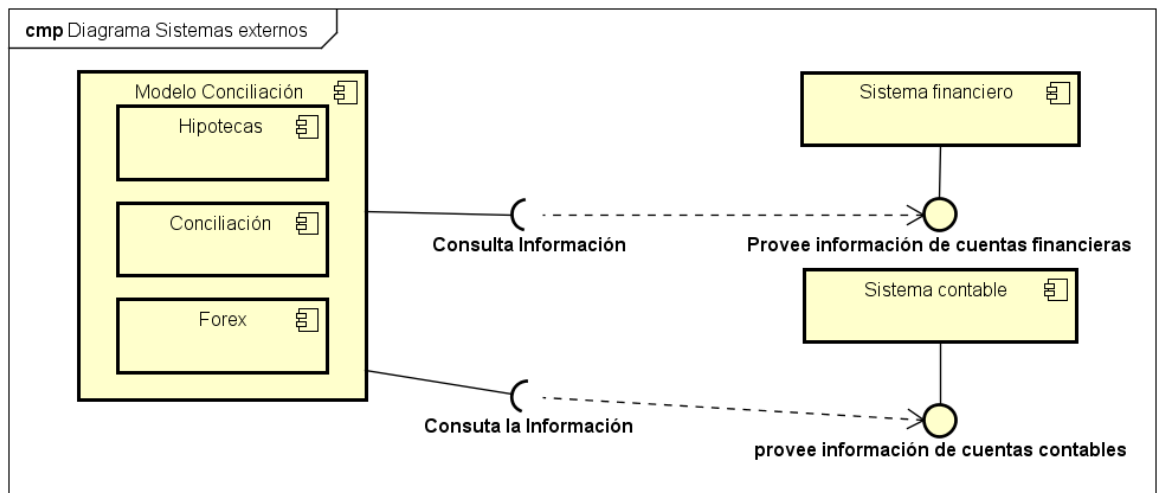 cmp Diagrama Sistemas externos
Modelo Conciliación
Hipotecas
Conciliación
Forex
Sistema financiero
Consulta Información
Provee información de cuentas financieras
Sistema contable
Consuta la Información
provee información de cuentas contables